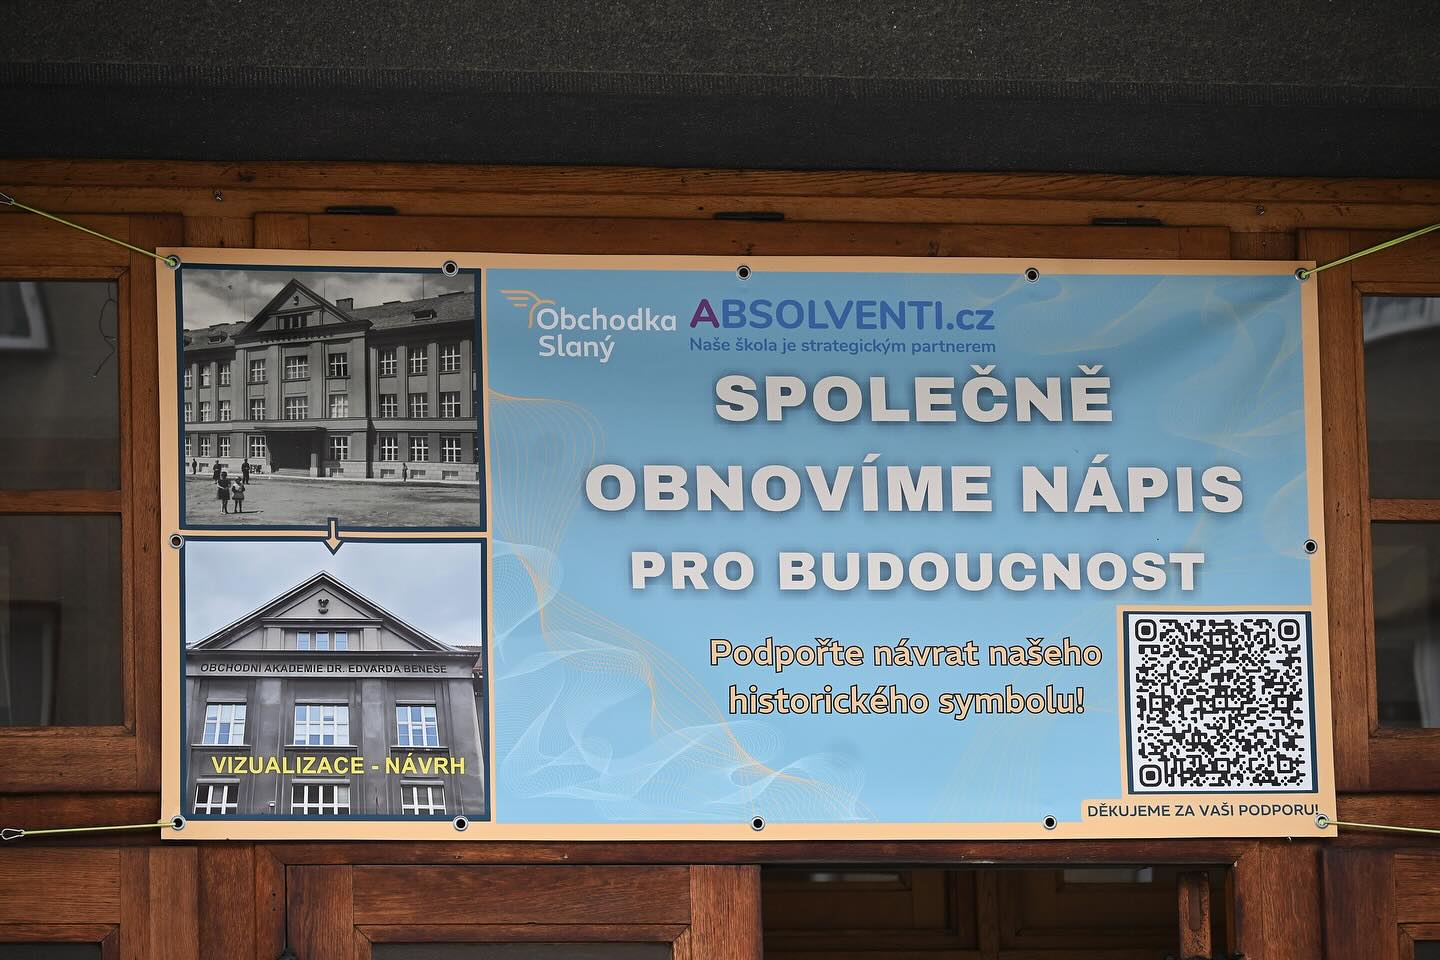 Obchodka
Slaný
ABSOLVENTI.cz
Naše škola je strategickým partnerem
SPOLEČNĚ
OBNOVÍME NÁPIS
PRO BUDOUCNOST
Podpořte návrat našeho
historického symbolu!
OBCHODNÍ AKADEMIE DR. EDVARDA BENEŠE
VIZUALIZACE - NÁVRH
DĚKUJEME ZA VAŠI PODPORU!